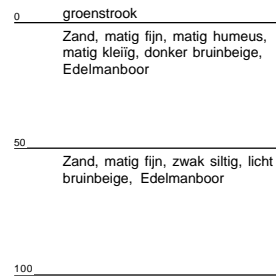 0 groenstrook
Zand, matig fijn, matig humeus,
matig kleiïg, donker bruinbeige,
Edelmanboor
50
Zand, matig fijn, zwak siltig, licht
bruinbeige, Edelmanboor
100